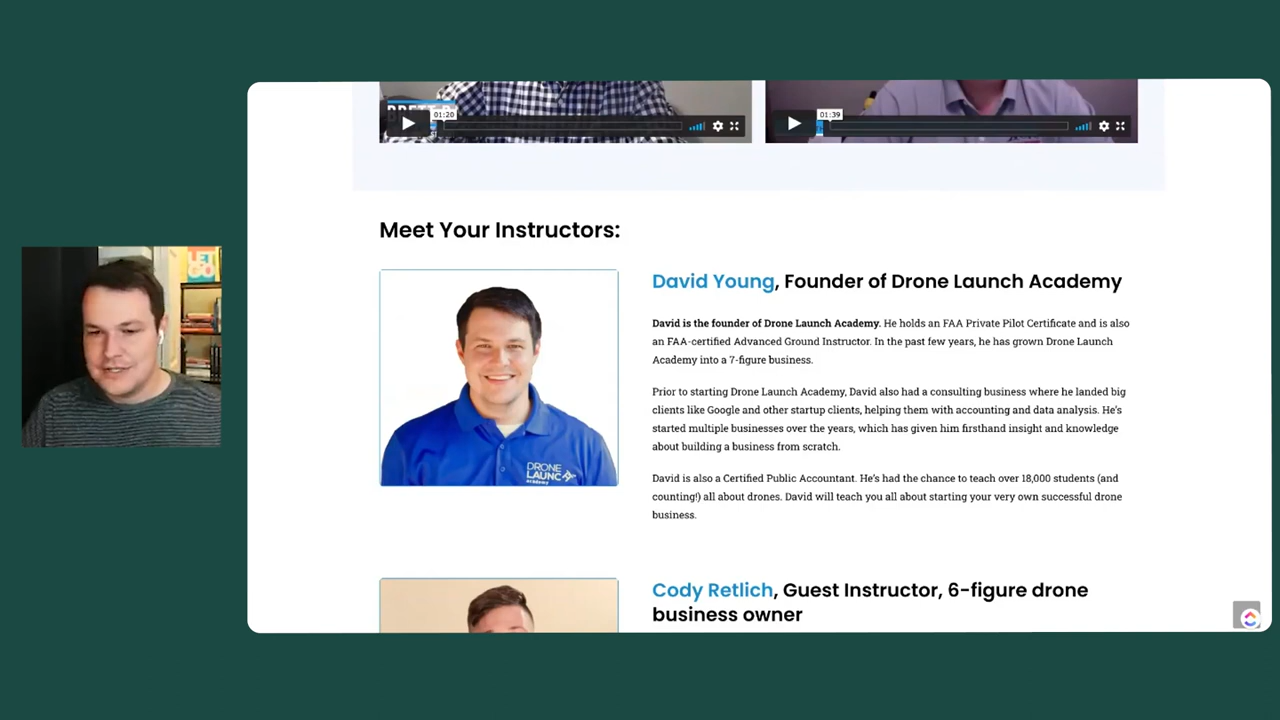 01:20
01:39
Meet Your Instructors:
David Young, Founder of Drone Launch Academy
David is the founder of Drone Launch Academy. He holds an FAA Private Pilot Certificate and is also
an FAA-certified Advanced Ground Instructor. In the past few years, he has grown Drone Launch
Academy into a 7-figure business.
Prior to starting Drone Launch Academy, David also had a consulting business where he landed big
clients like Google and other startup clients, helping them with accounting and data analysis. He's
started multiple businesses over the years, which has given him firsthand insight and knowledge
about building a business from scratch.
David is also a Certified Public Accountant. He's had the chance to teach over 18,000 students (and
counting!) all about drones. David will teach you all about starting your very own successful drone
business.
LET
GO
DRONE
LAUNCH
academy
Cody Retlich, Guest Instructor, 6-figure drone
business owner